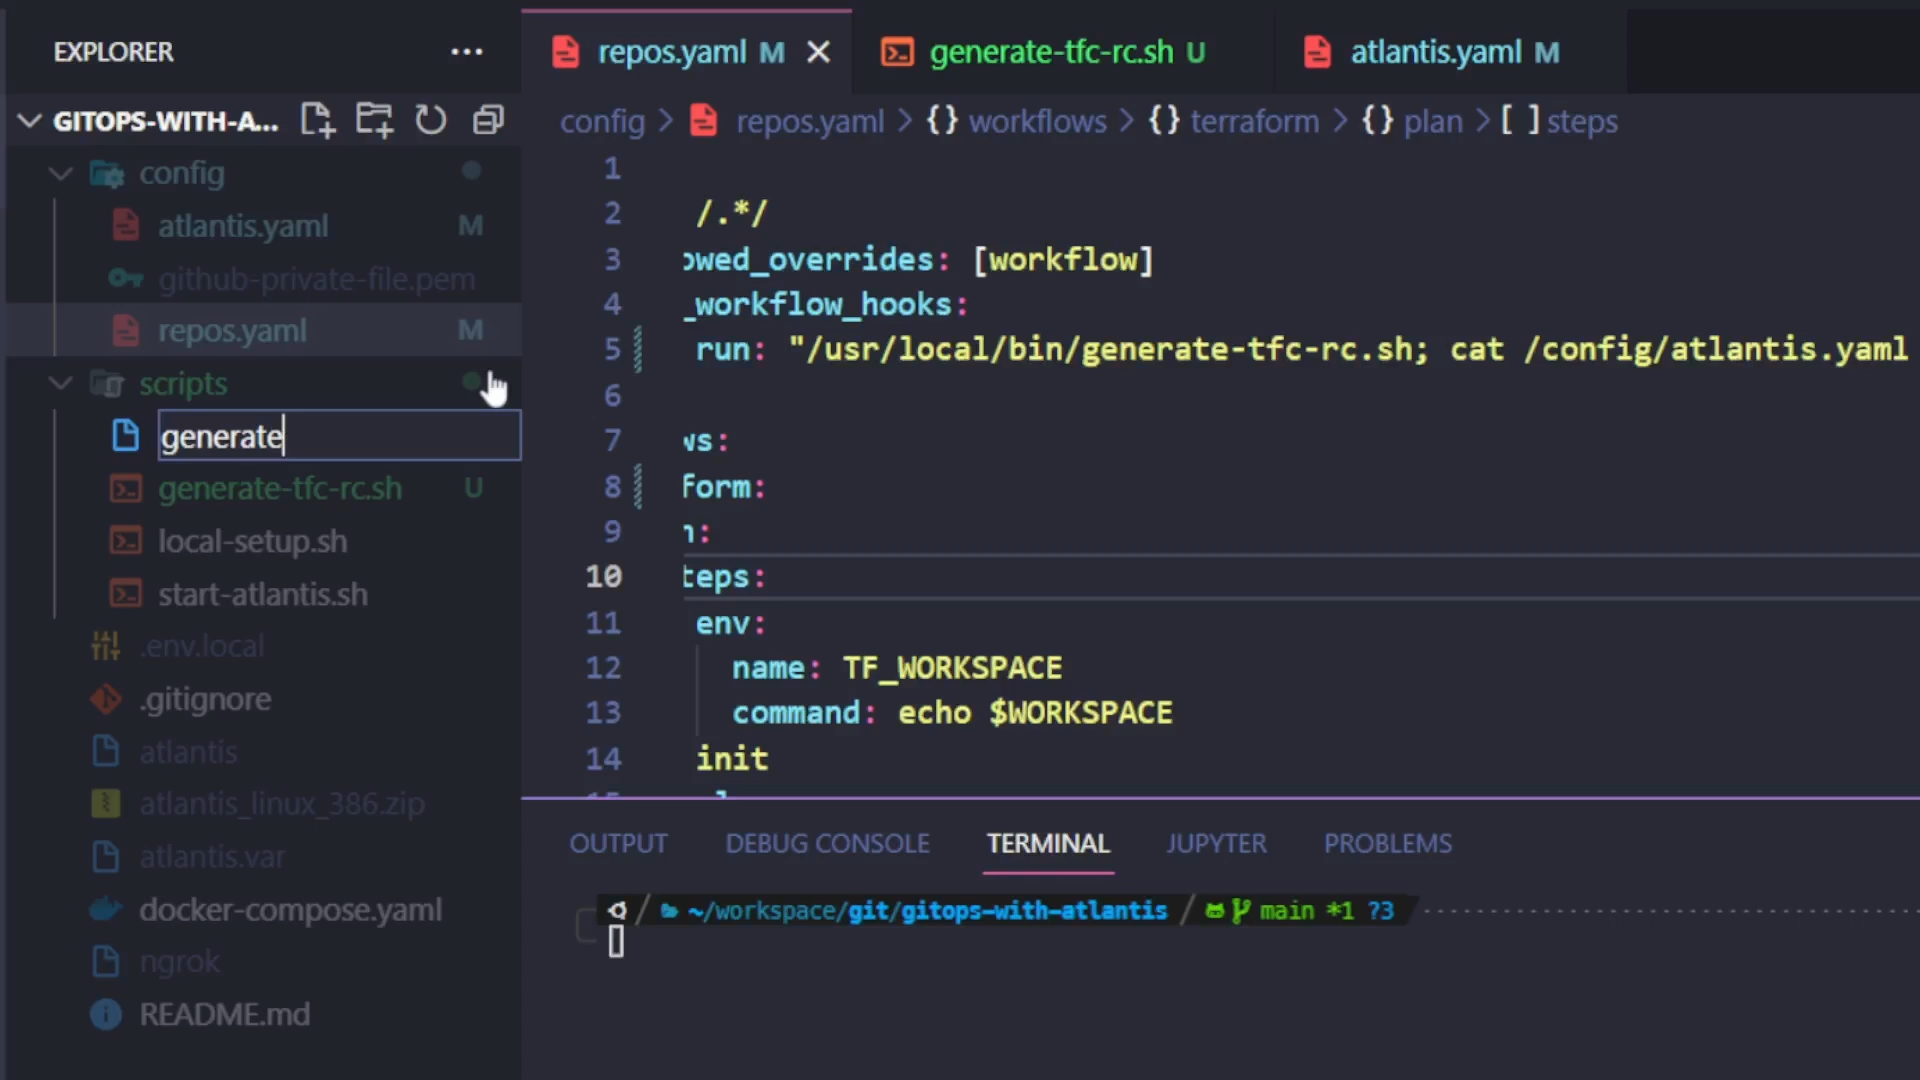 EXPLORER
GITOPS-WITH-A...
config
atlantis.yaml M
github-private-file.pem
repos.yaml M
scripts
generate
generate-tfc-rc.sh U
local-setup.sh
start-atlantis.sh
.env.local
.gitignore
atlantis
atlantis_linux_386.zip
atlantis.var
docker-compose.yaml
ngrok
README.md
repos.yaml M
generate-tfc-rc.sh U
atlantis.yaml M
config > repos.yaml > {} workflows > {} terraform > {} plan > [ ] steps
1
2 /.*/
3 owed_overrides: [workflow]
4 _workflow_hooks:
5 run: "/usr/local/bin/generate-tfc-rc.sh; cat /config/atlantis.yaml
6
7 ws:
8 form:
9 n:
10 teps:
11 env:
12 name: TF_WORKSPACE
13 command: echo $WORKSPACE
14 init
OUTPUT DEBUG CONSOLE TERMINAL JUPYTER PROBLEMS
~/workspace/git/gitops-with-atlantis / main *1 ?3